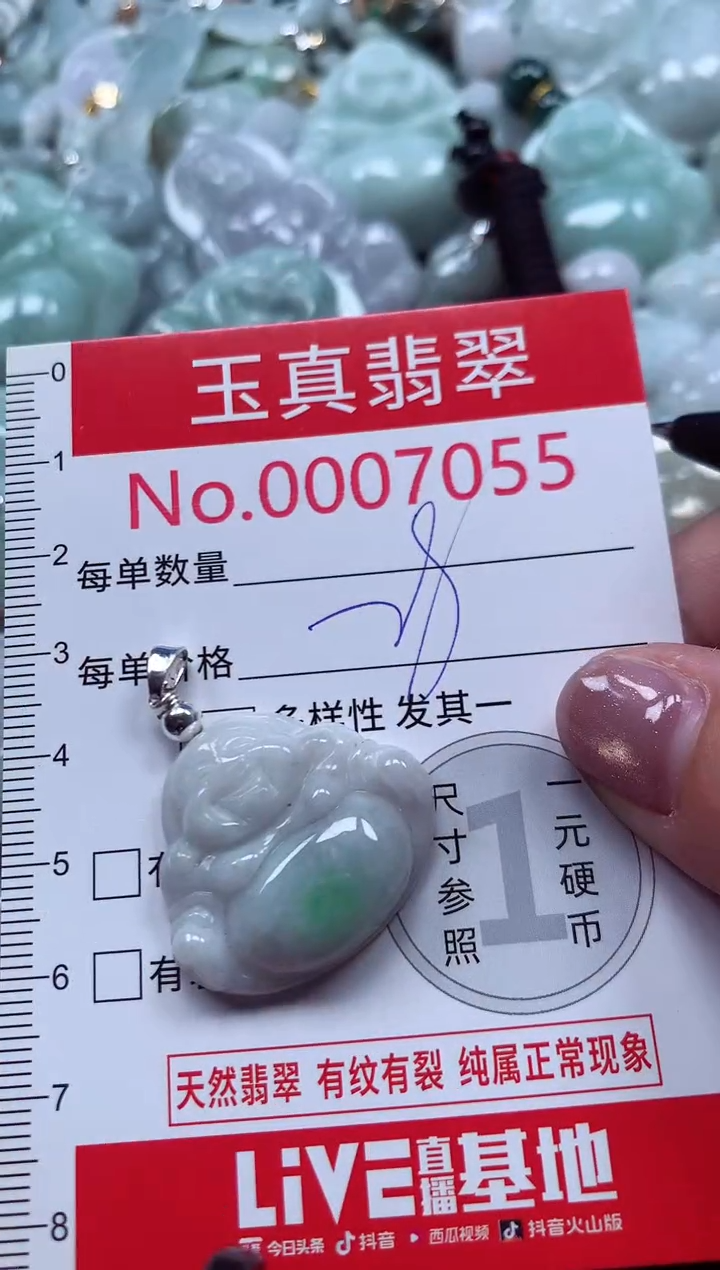 玉真翡翠
No.0007055
每单数量
每单价格
多样性 发其一
尺寸参照
1
一元硬币
有
有
天然翡翠 有纹有裂 纯属正常现象
LiVE直播基地
今日头条 抖音 · 西瓜视频 抖音火山版
0
1
2
3
4
5
6
7
8